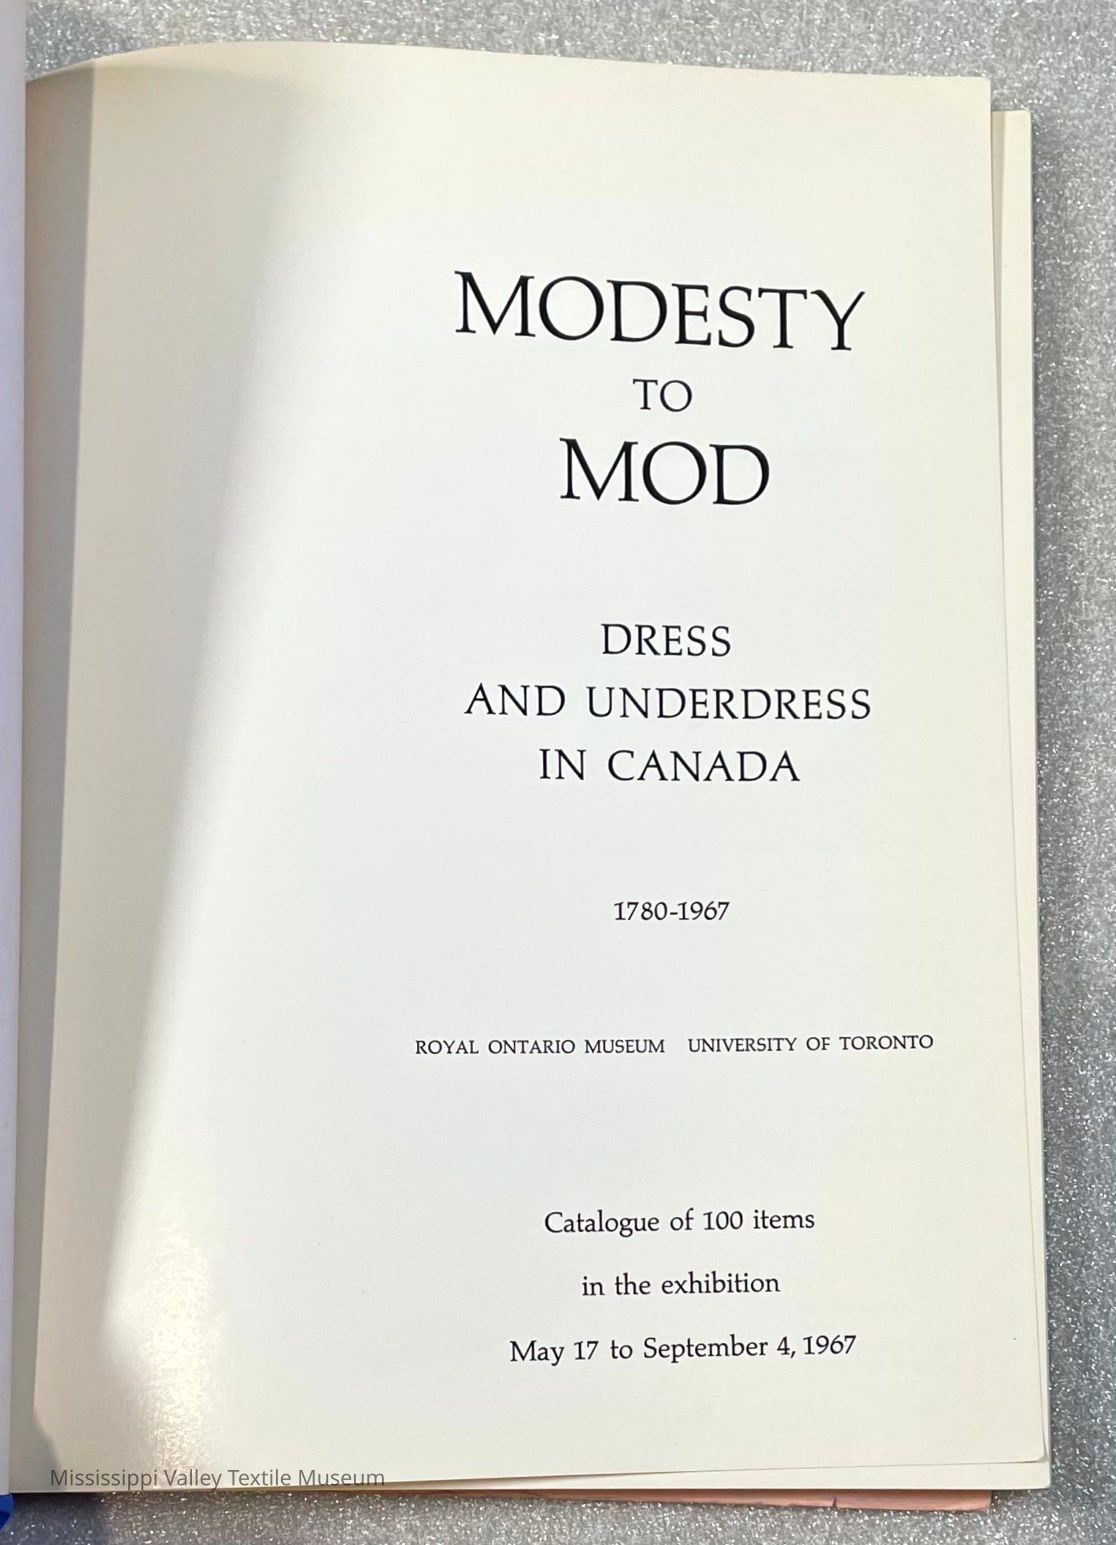 MODESTY
TO
MOD
DRESS
AND UNDERDRESS
IN CANADA
1780-1967
ROYAL ONTARIO MUSEUM UNIVERSITY OF TORONTO
Catalogue of 100 items
in the exhibition
May 17 to September 4, 1967
Mississippi Valley Textile Museum